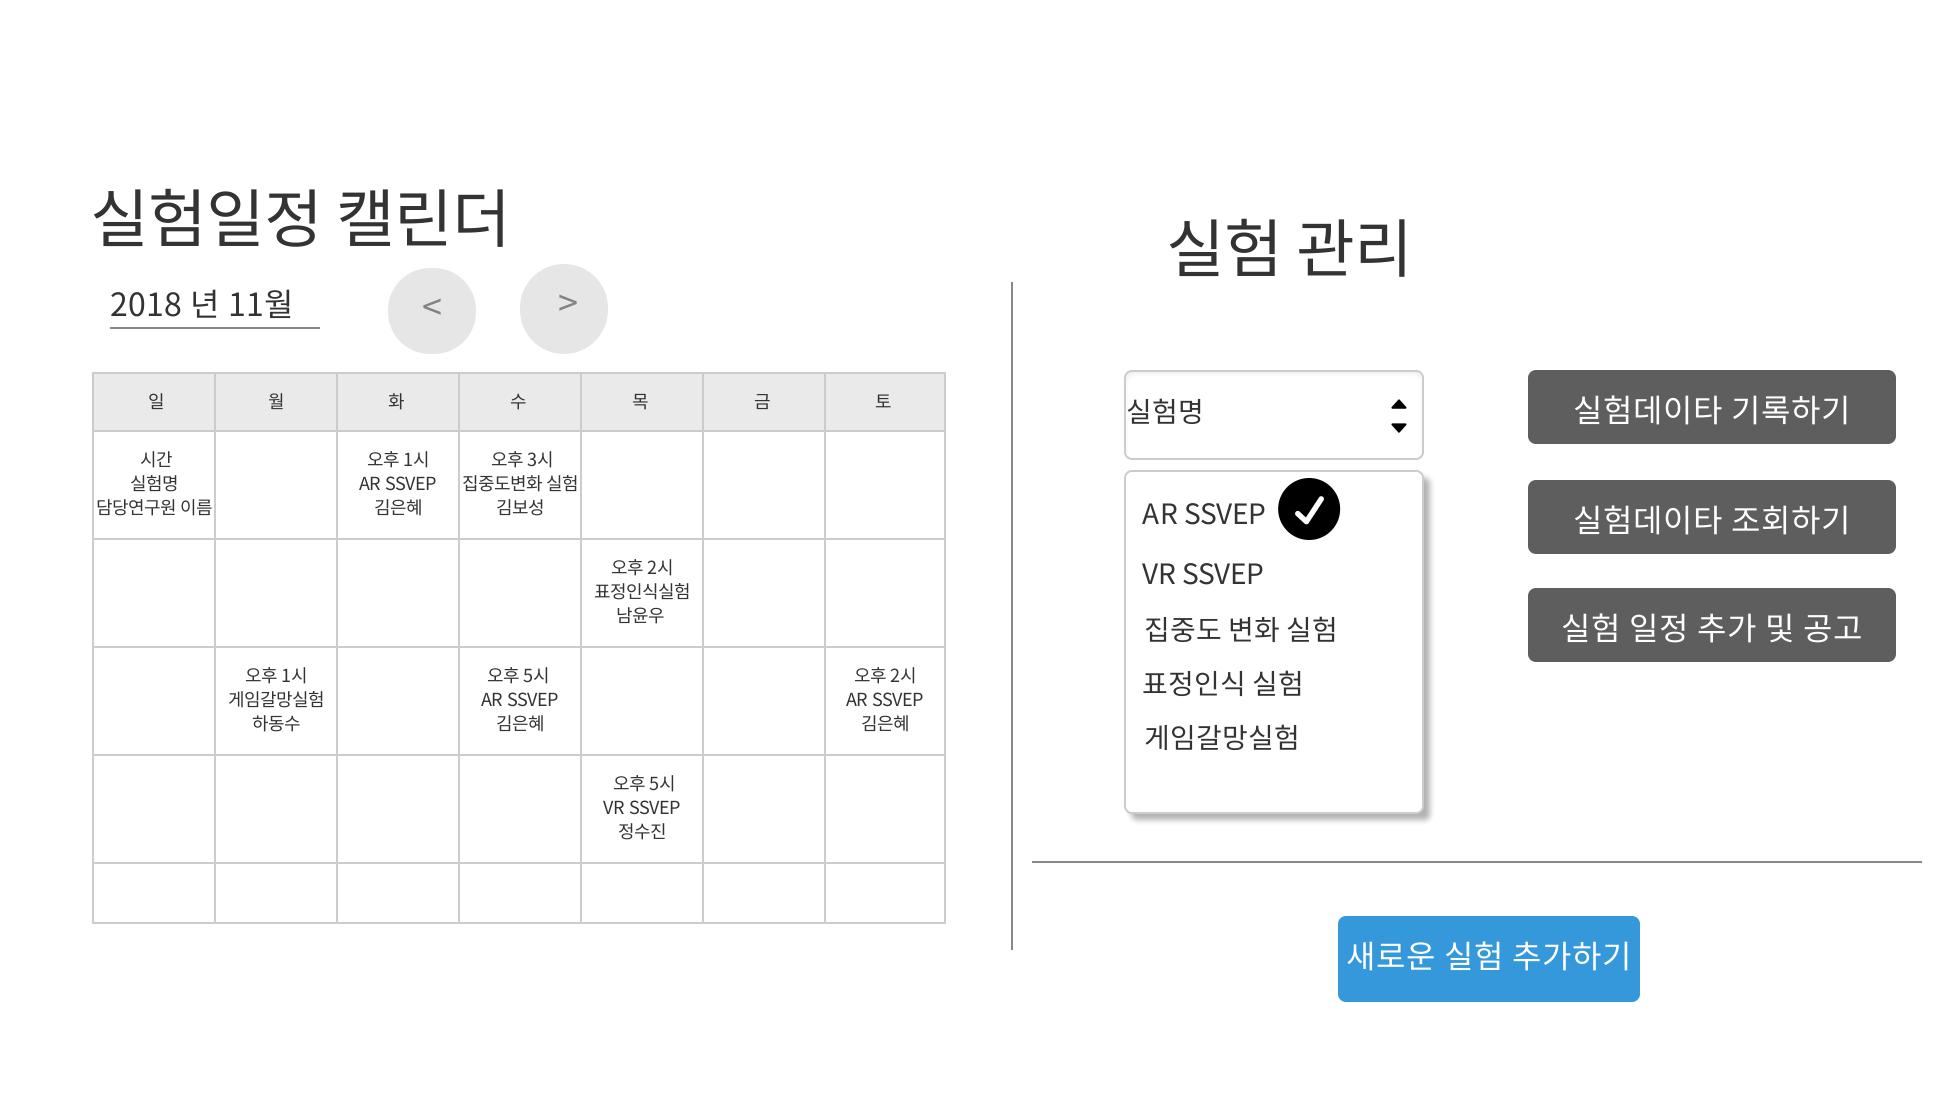 실험일정 캘린더
2018 년 11월
<
>
일 월 화 수 목 금 토
시간
실험명
담당연구원 이름
오후 1시
AR SSVEP
김은혜
오후 3시
집중도변화 실험
김보성
오후 2시
표정인식실험
남윤우
오후 1시
게임갈망실험
하동수
오후 5시
AR SSVEP
김은혜
오후 2시
AR SSVEP
김은혜
오후 5시
VR SSVEP
정수진
실험 관리
실험명
AR SSVEP
VR SSVEP
집중도 변화 실험
표정인식 실험
게임갈망실험
실험데이타 기록하기
실험데이타 조회하기
실험 일정 추가 및 공고
새로운 실험 추가하기